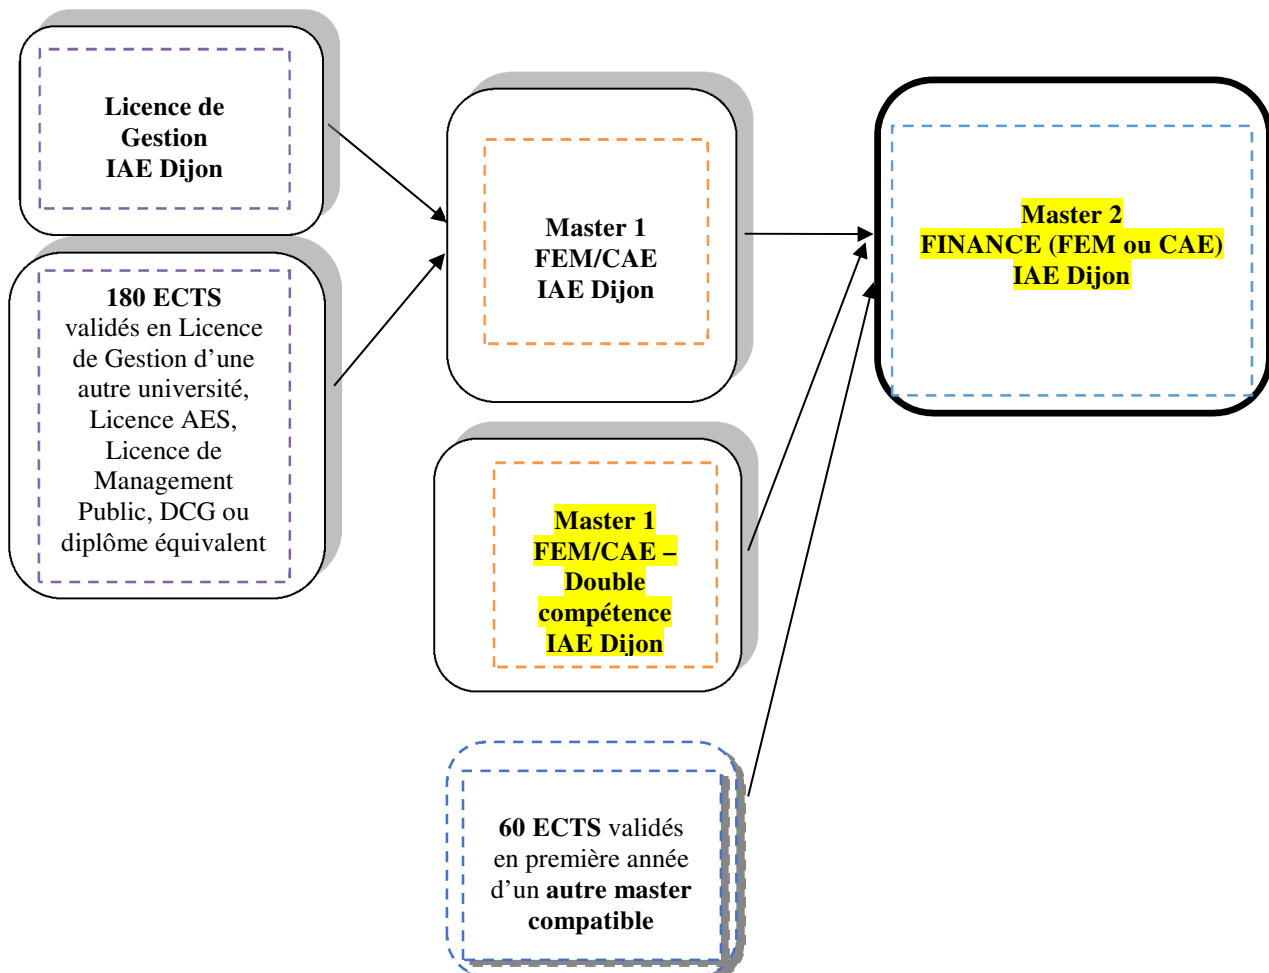 Licence de
Gestion
IAE Dijon
180 ECTS
validés en Licence
de Gestion d’une
autre université,
Licence AES,
Licence de
Management
Public, DCG ou
diplôme équivalent
Master 1
FEM/CAE
IAE Dijon
Master 1
FEM/CAE –
Double
compétence
IAE Dijon
60 ECTS validés
en première année
d’un autre master
compatible
Master 2
FINANCE (FEM ou CAE)
IAE Dijon